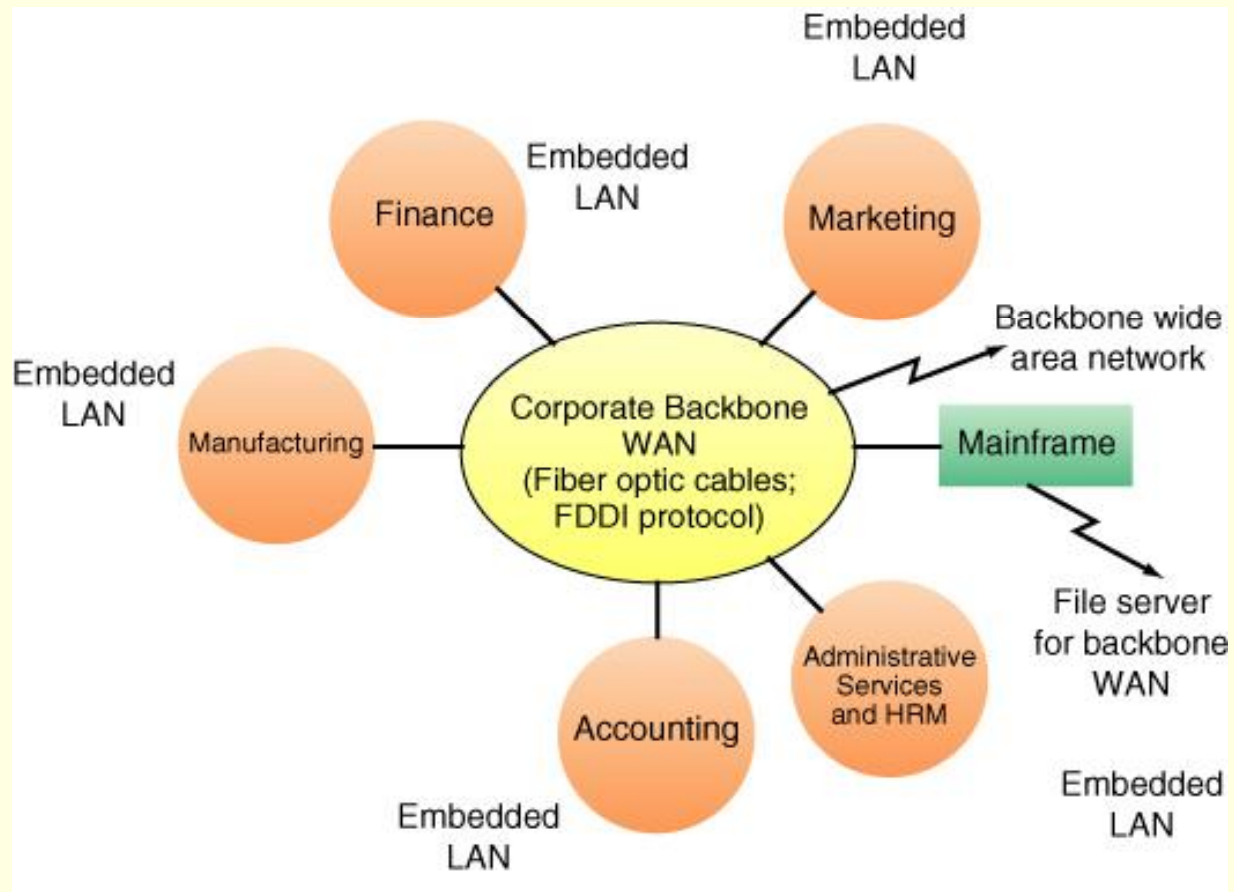 Embedded
LAN
Embedded
LAN
Finance
Marketing
Backbone wide
area network
Embedded
LAN
Manufacturing
Corporate Backbone
WAN
(Fiber optic cables;
FDDI protocol)
Mainframe
File server
for backbone
WAN
Administrative
Services
and HRM
Accounting
Embedded
LAN
Embedded
LAN